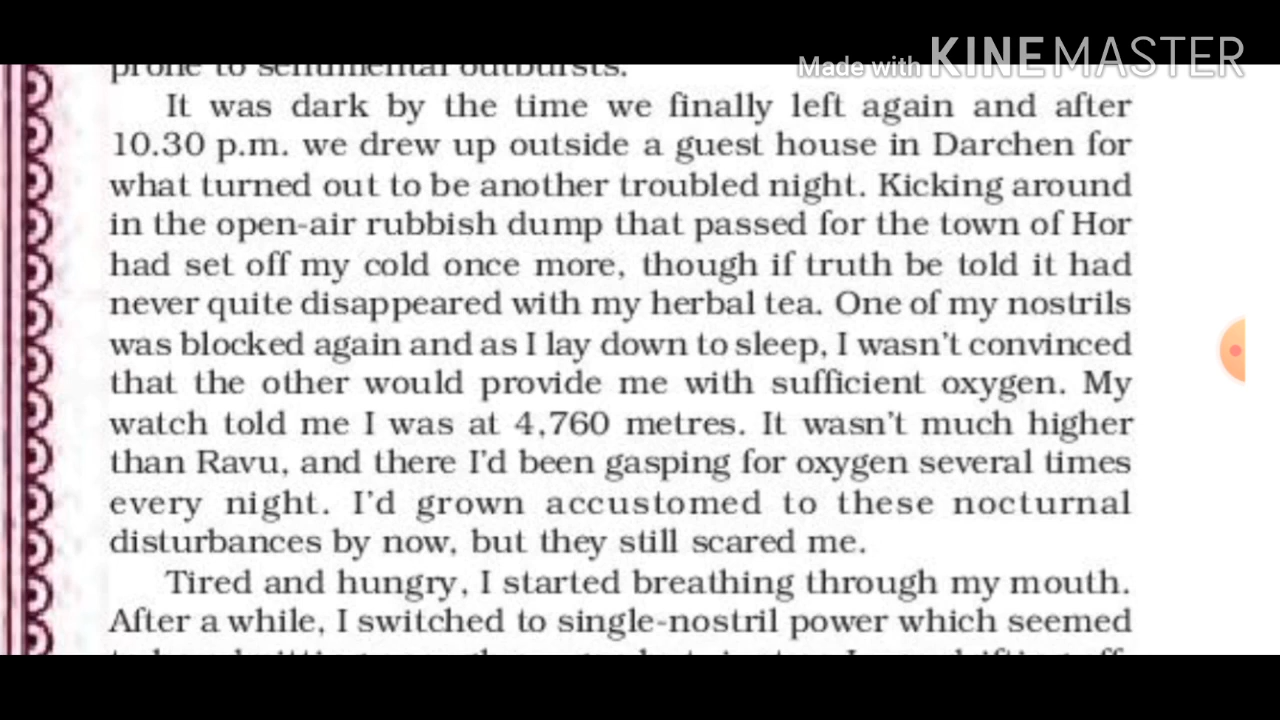 Made with KINEMASTER
prone to sentimental outbursts.
It was dark by the time we finally left again and after
10.30 p.m. we drew up outside a guest house in Darchen for
what turned out to be another troubled night. Kicking around
in the open-air rubbish dump that passed for the town of Hor
had set off my cold once more, though if truth be told it had
never quite disappeared with my herbal tea. One of my nostrils
was blocked again and as I lay down to sleep, I wasn't convinced
that the other would provide me with sufficient oxygen. My
watch told me I was at 4,760 metres. It wasn't much higher
than Ravu, and there I'd been gasping for oxygen several times
every night. I'd grown accustomed to these nocturnal
disturbances by now, but they still scared me.
Tired and hungry, I started breathing through my mouth.
After a while, I switched to single-nostril power which seemed